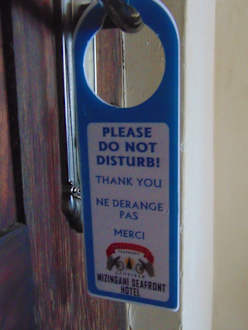 PLEASE
DO NOT
DISTURB!
THANK YOU
NE DERANGE
PAS
MERCI
MIZINGANI SEAFRONT
HOTEL